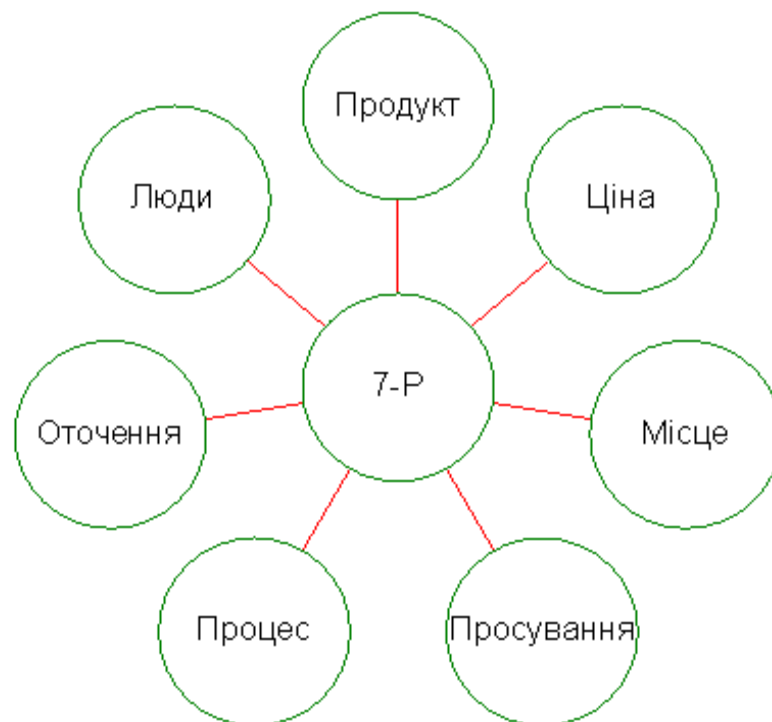 Продукт
Люди
Ціна
7-Р
Оточення
Місце
Процес
Просування